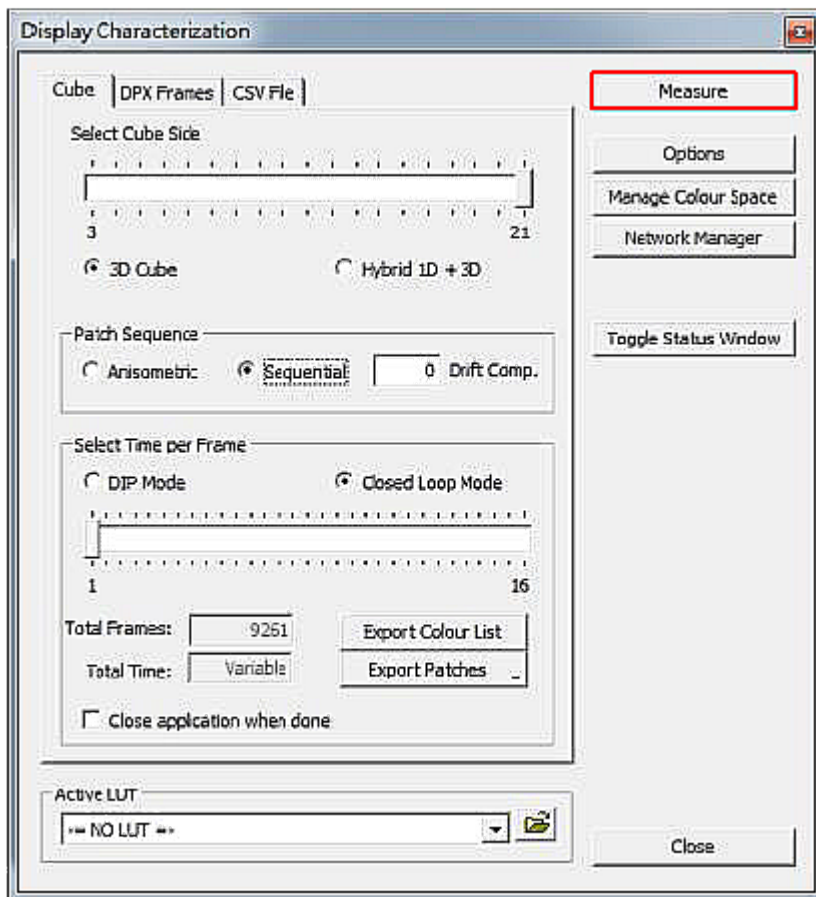 Display Characterization
Cube
DPX Frames
CSV File
Measure
Select Cube Side
3
21
3D Cube
Hybrid 1D + 3D
Options
Manage Colour Space
Network Manager
Toggle Status Window
Patch Sequence
Anisometric
Sequential
0
Drift Comp.
Select Time per Frame
DIP Mode
Closed Loop Mode
1
16
Total Frames:
9261
Export Colour List
Total Time:
Variable
Export Patches
Close application when done
Active LUT
NO LUT
Close